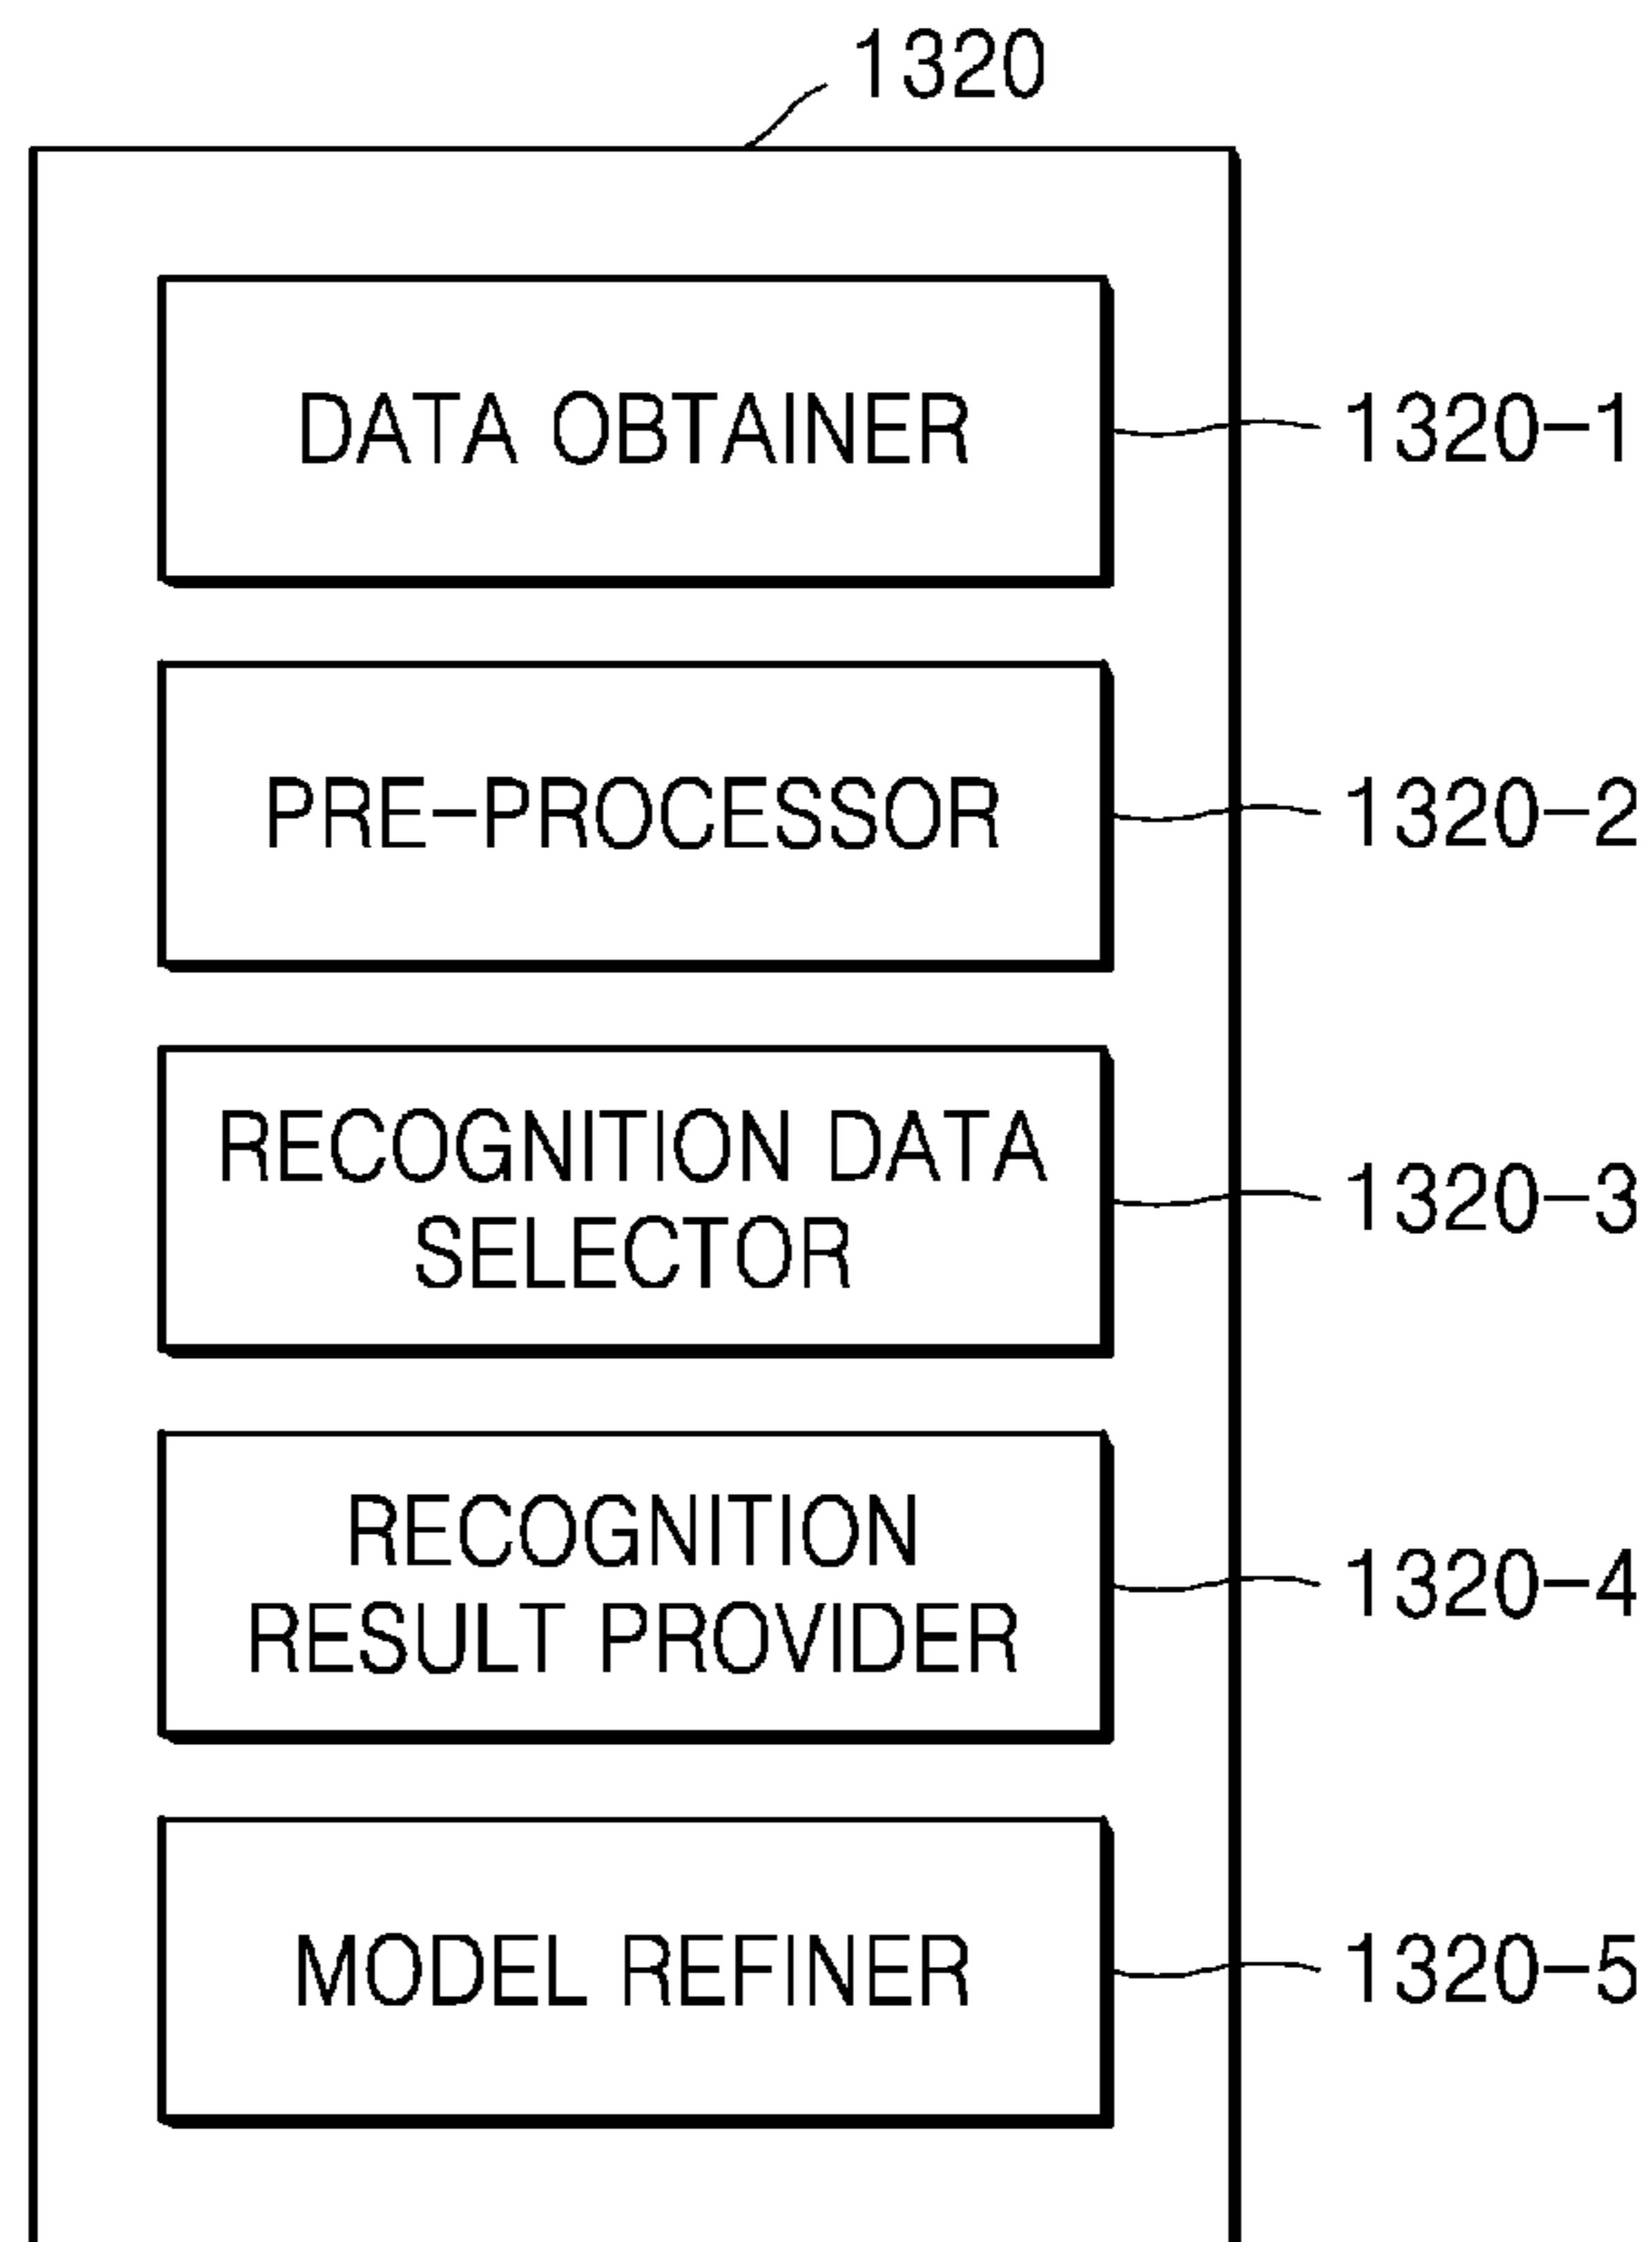 1320
DATA OBTAINER
1320-1
PRE-PROCESSOR
1320-2
RECOGNITION DATA
SELECTOR
1320-3
RECOGNITION
RESULT PROVIDER
1320-4
MODEL REFINER
1320-5